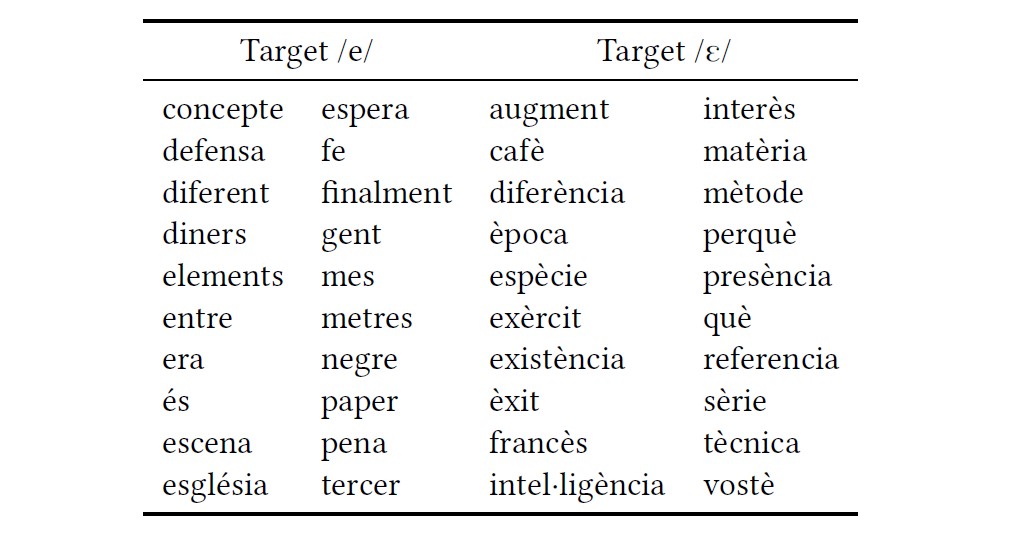 Target /e/ Target /ɛ/
concepte espera augment interès
defensa fe cafè matèria
diferent finalment diferència mètode
diners gent època perquè
elements mes espècie presència
entre metres exèrcit què
era negre existència referencia
és paper èxit sèrie
escena pena francès tècnica
església tercer intel·ligència vostè